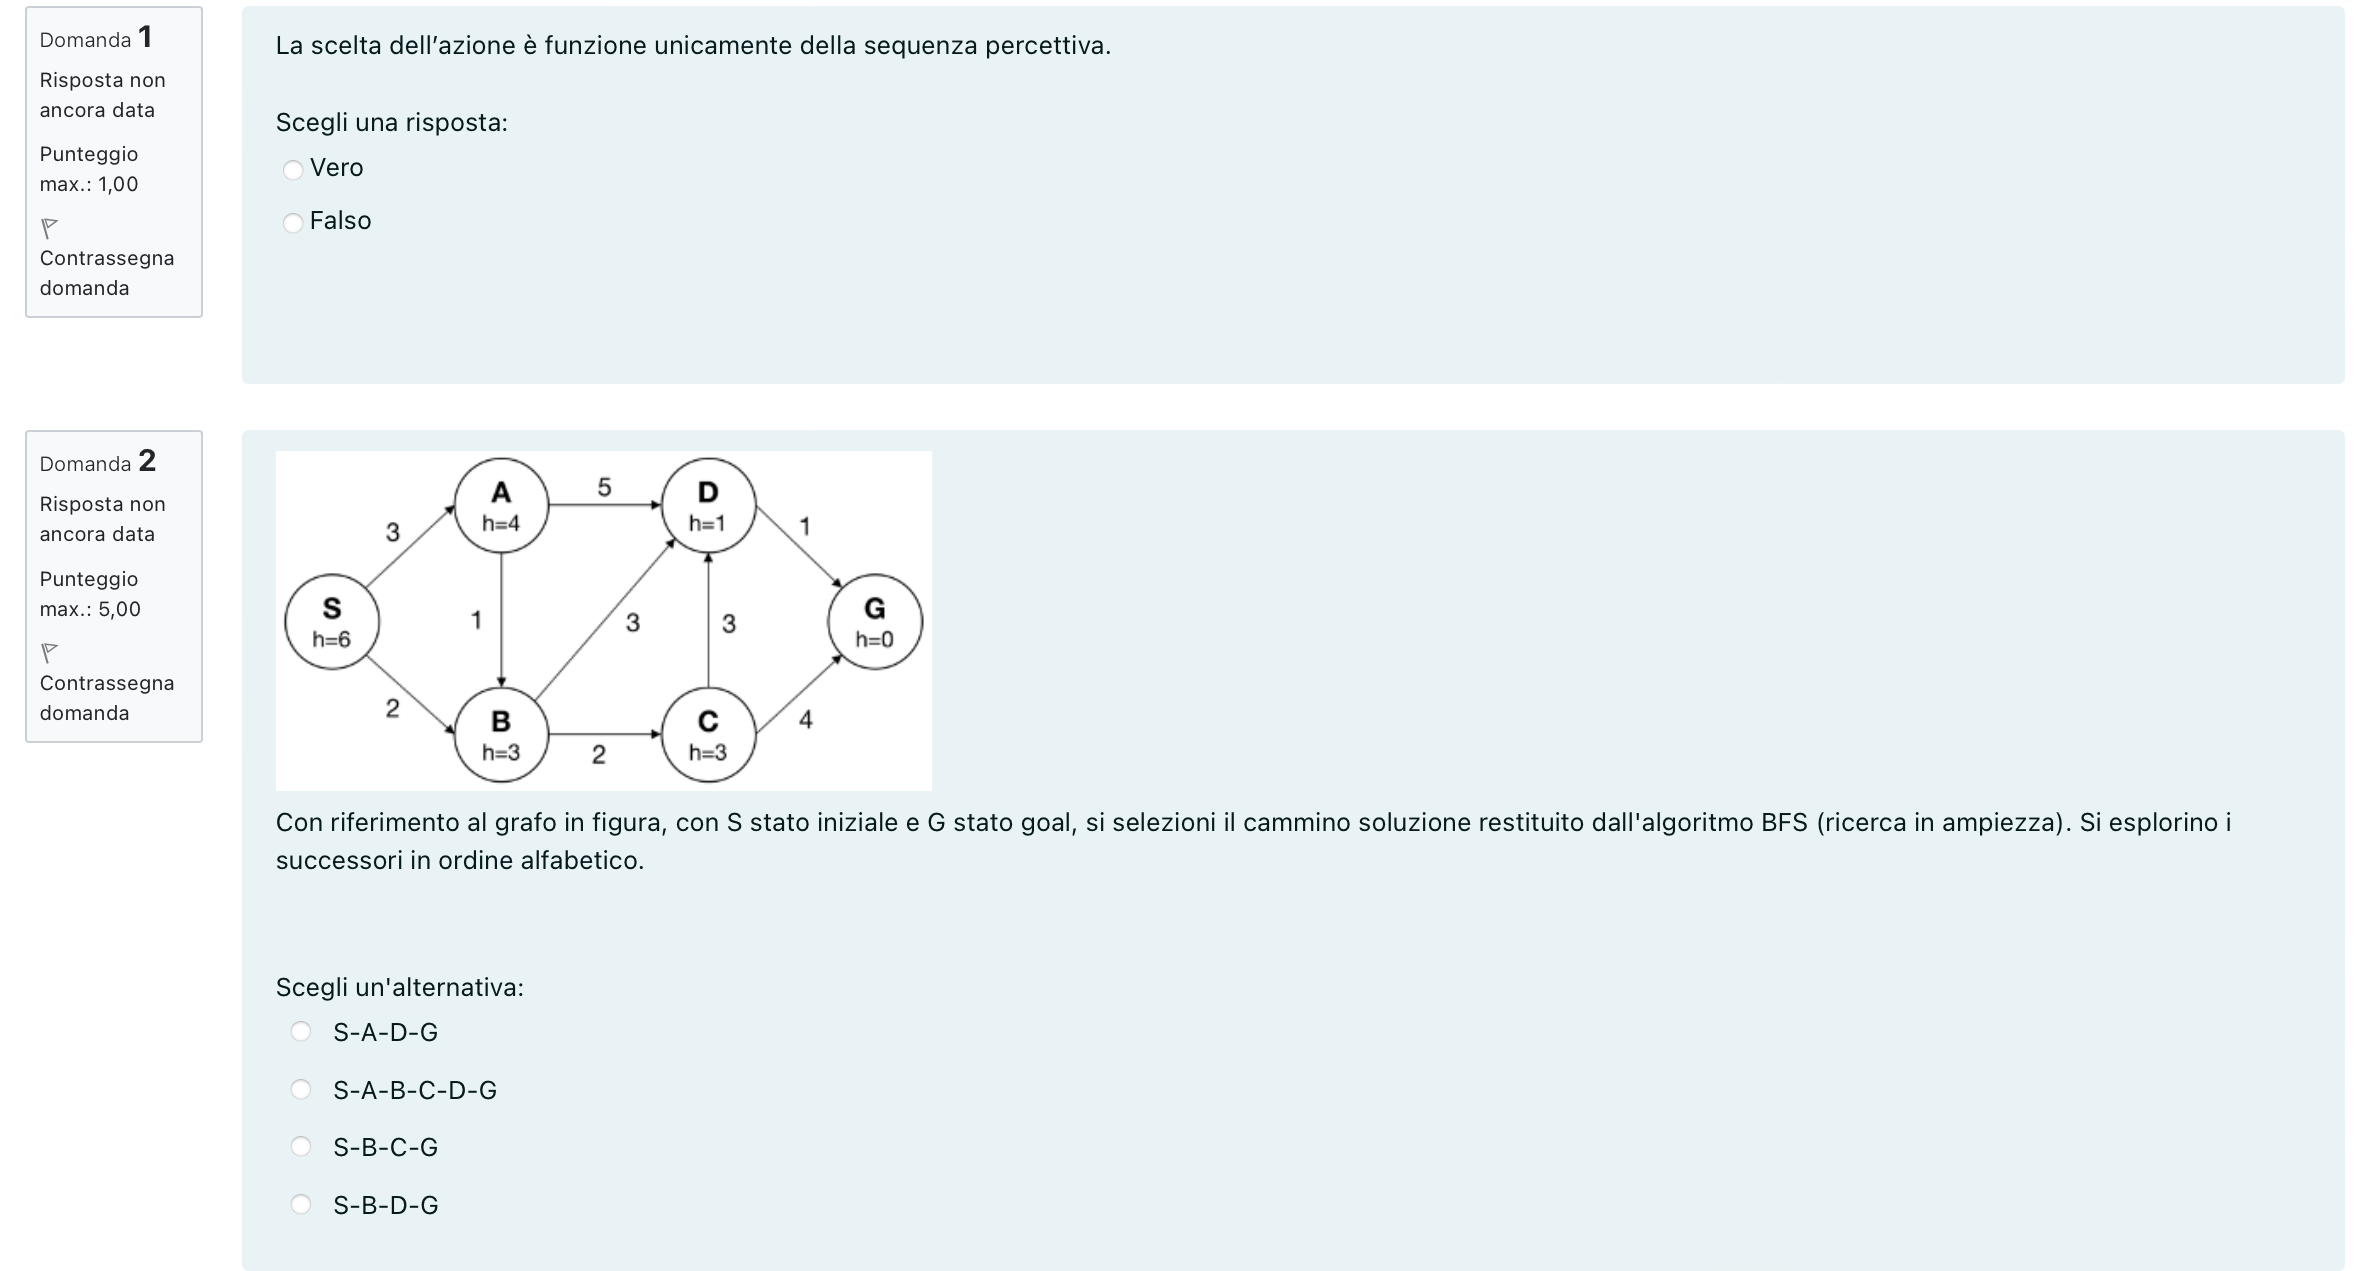 Domanda 1
Risposta non
ancora data
Punteggio
max.: 1,00
Contrassegna
domanda
La scelta dell’azione è funzione unicamente della sequenza percettiva.
Scegli una risposta:
Vero
Falso
Domanda 2
Risposta non
ancora data
Punteggio
max.: 5,00
Contrassegna
domanda
A
h=4
5
D
h=1
3
1
S
h=6
1
3
3
G
h=0
2
B
h=3
2
C
h=3
4
Con riferimento al grafo in figura, con S stato iniziale e G stato goal, si selezioni il cammino soluzione restituito dall'algoritmo BFS (ricerca in ampiezza). Si esplorino i
successori in ordine alfabetico.
Scegli un'alternativa:
S-A-D-G
S-A-B-C-D-G
S-B-C-G
S-B-D-G